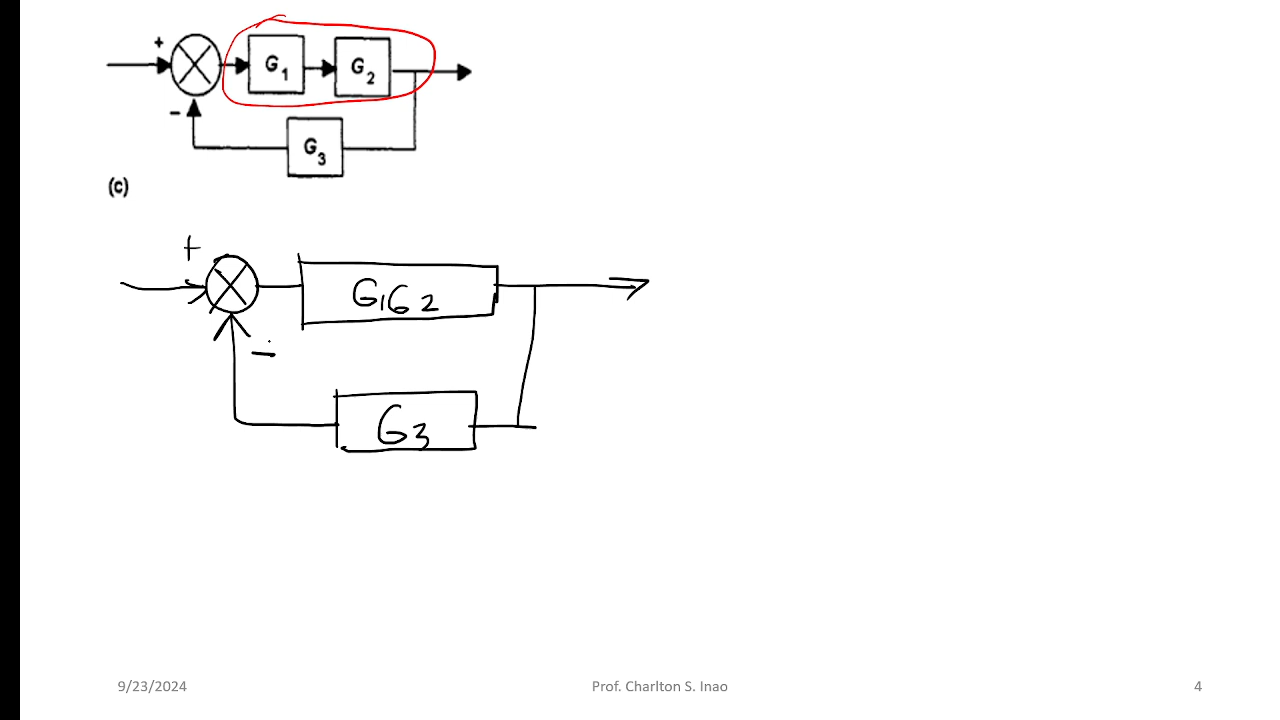 +
G1 G2
-
G3
(c)
+
G1G2
-
G3
9/23/2024 Prof. Charlton S. Inao 4